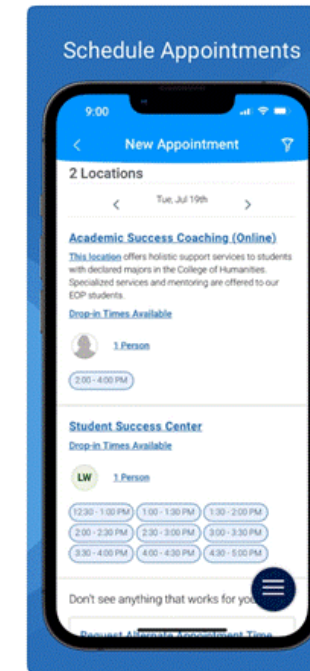 Schedule Appointments
9:00
New Appointment
2 Locations
Tue, Jul 19th
Academic Success Coaching (Online)
This location offers holistic support services to students
with declared majors in the College of Humanities.
Specialized services and mentoring are offered to our
EOP students.
Drop-in Times Available
1 Person
2:00 - 4:00 PM
Student Success Center
Drop-in Times Available
LW 1 Person
12:30 - 1:00 PM 1:00 - 1:30 PM 1:30 - 2:00 PM
2:00 - 2:30 PM 2:30 - 3:00 PM 3:00 - 3:30 PM
3:30 - 4:00 PM 4:00 - 4:30 PM 4:30 - 5:00 PM
Don't see anything that works for
Request Alternate Appointment Time